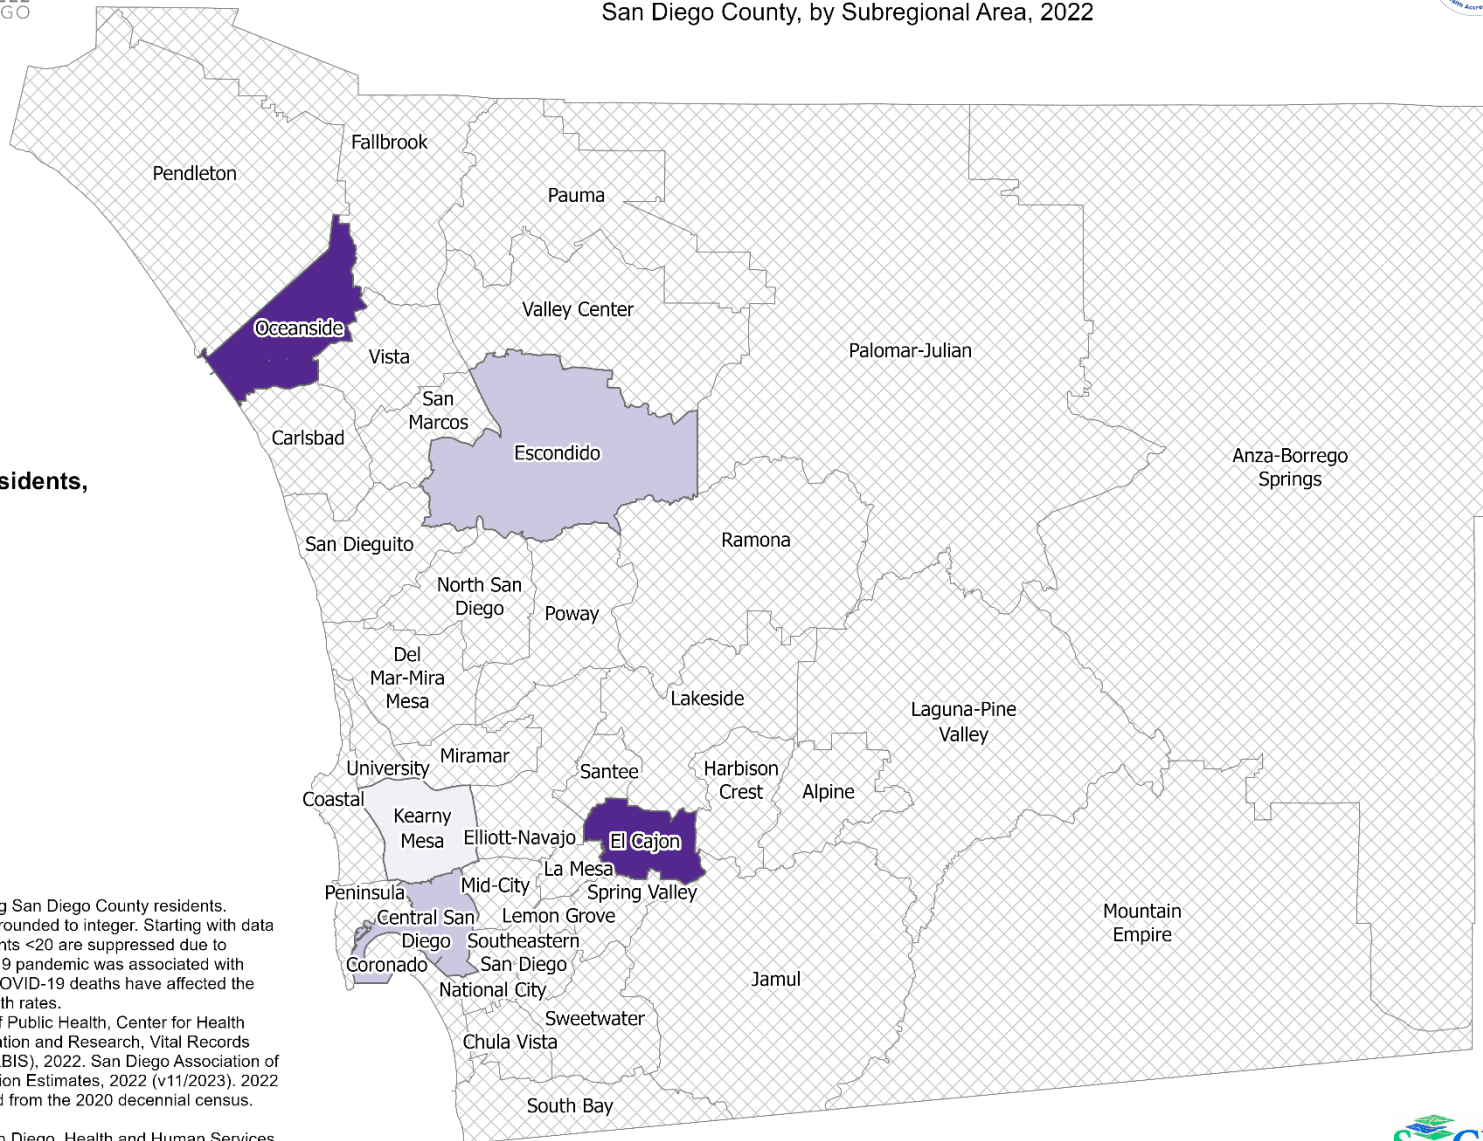 GO
San Diego County, by Subregional Area, 2022
Fallbrook
Pendleton
Pauma
Valley Center
Oceanside
Vista
Palomar-Julian
San
Marcos
Carlsbad
Escondido
Anza-Borrego
Springs
sidents,
San Dieguito
Ramona
North San
Diego
Poway
Del
Mar-Mira
Mesa
Lakeside
Laguna-Pine
Valley
Miramar
University
Santee
Harbison
Crest
Alpine
Coastal
Kearny
Mesa
Elliott-Navajo
El Cajon
La Mesa
Peninsula
Mid-City
Spring Valley
Central San
Diego
Lemon Grove
Southeastern
San Diego
Coronado
National City
Mountain
Empire
Jamul
Sweetwater
Chula Vista
South Bay
g San Diego County residents.
rounded to integer. Starting with data
nts <20 are suppressed due to
9 pandemic was associated with
OVID-19 deaths have affected the
th rates.
f Public Health, Center for Health
ation and Research, Vital Records
BIS), 2022. San Diego Association of
ion Estimates, 2022 (v11/2023). 2022
d from the 2020 decennial census.
n Diego, Health and Human Services